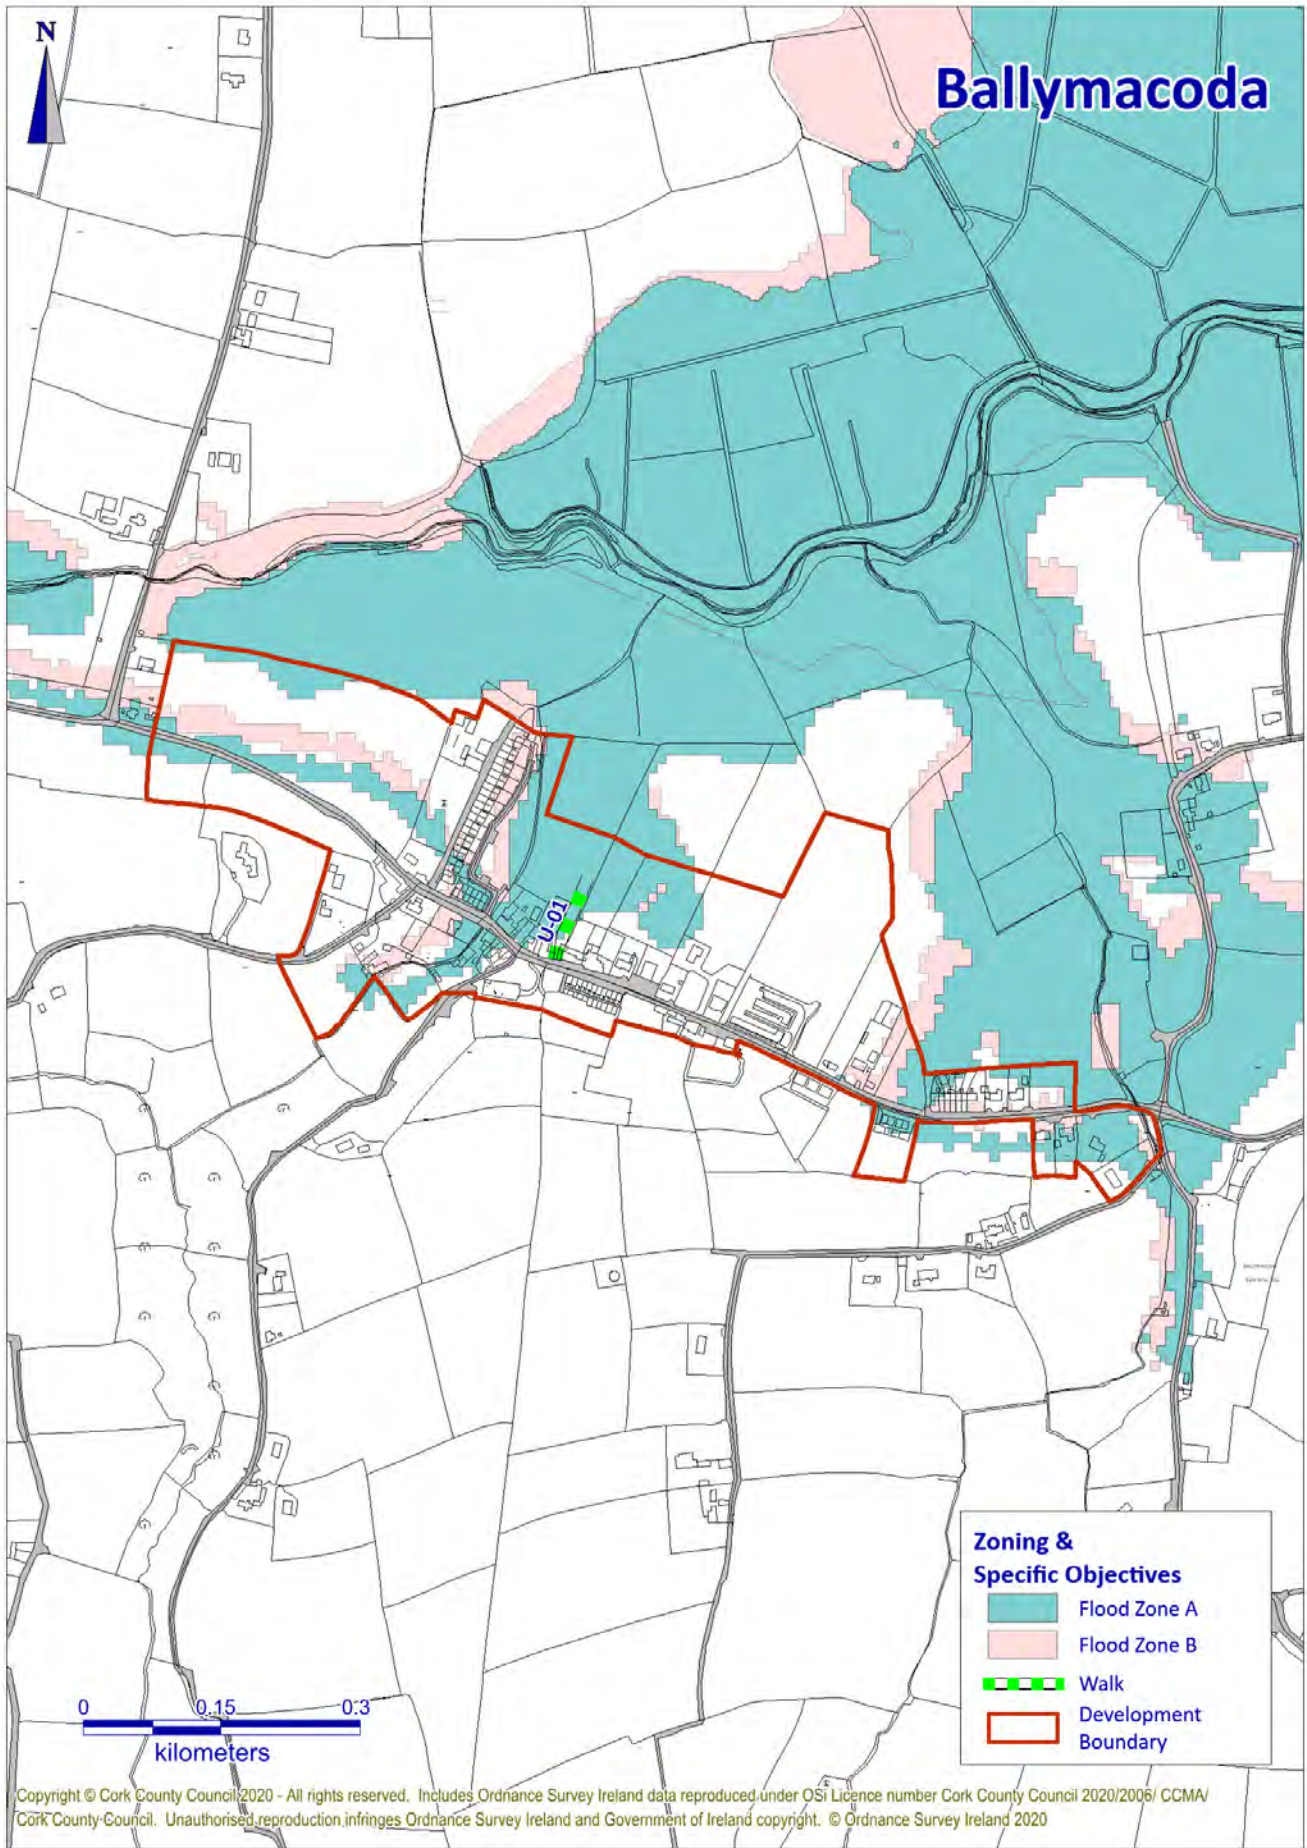 N
Ballymacoda
U-01
Zoning &
Specific Objectives
Flood Zone A
Flood Zone B
Walk
Development
Boundary
0 0.15 0.3
kilometers
Copyright © Cork County Council 2020 - All rights reserved. Includes Ordnance Survey Ireland data reproduced under OSi Licence number Cork County Council 2020/2006/ CCMA/
Cork County Council. Unauthorised reproduction infringes Ordnance Survey Ireland and Government of Ireland copyright. © Ordnance Survey Ireland 2020